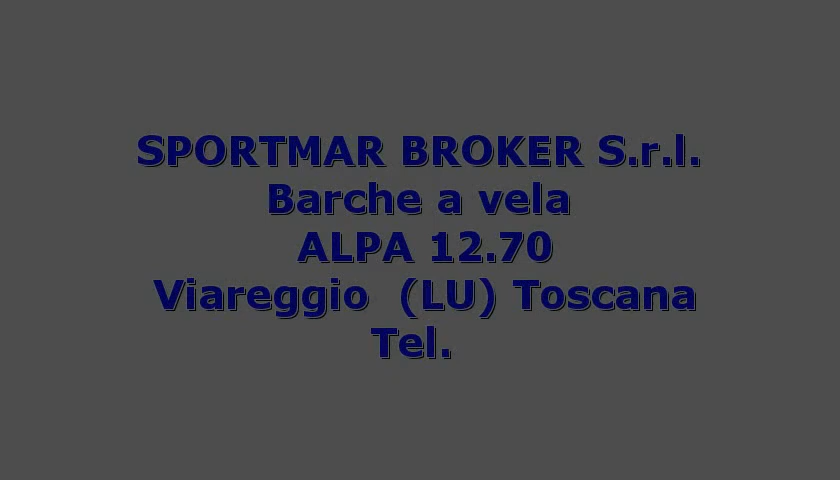 SPORTMAR BROKER S.r.l.
Barche a vela
ALPA 12.70
Viareggio  (LU) Toscana
Tel.